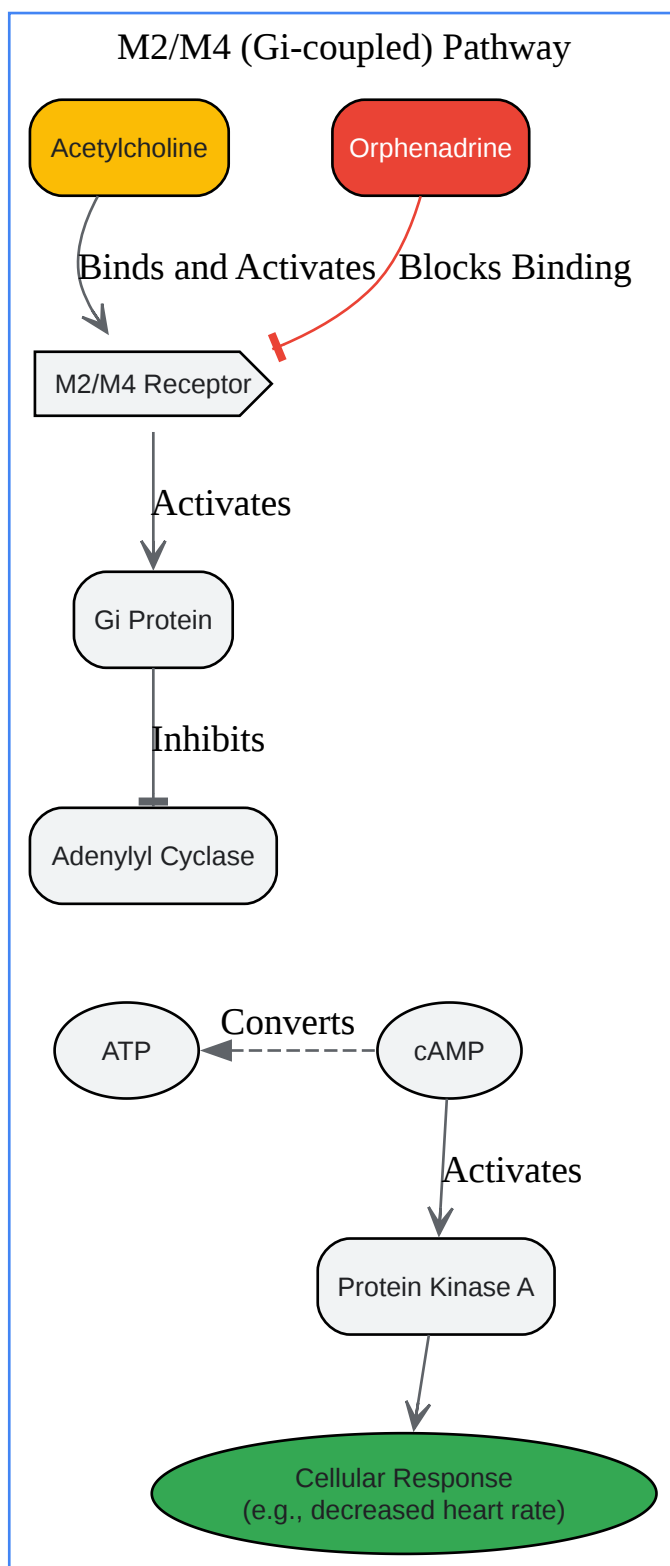 M2/M4 (Gi-coupled) Pathway
Acetylcholine
Orphenadrine
Binds and Activates
Blocks Binding
M2/M4 Receptor
Activates
Gi Protein
Inhibits
Adenylyl Cyclase
Converts
ATP
cAMP
Activates
Protein Kinase A
Cellular Response
(e.g., decreased heart rate)